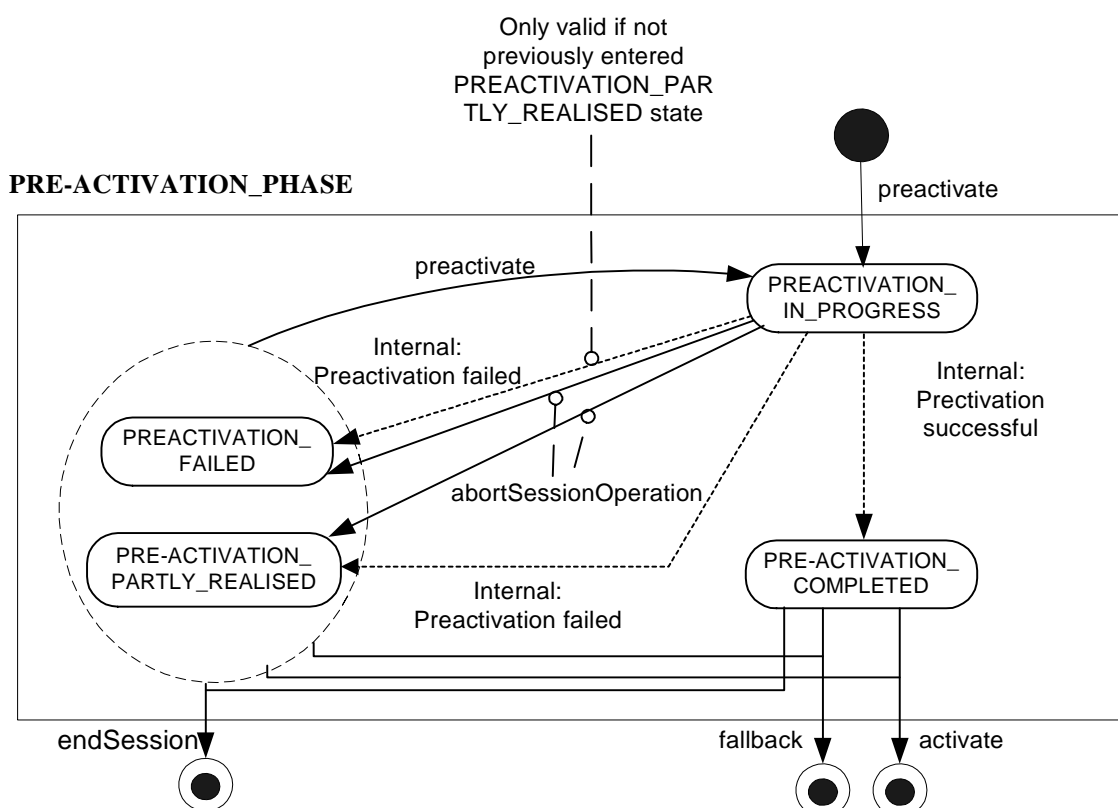 Only valid if not
previously entered
PREACTIVATION_PAR
TLY_REALISED state
PRE-ACTIVATION_PHASE
preactivate
preactivate
PREACTIVATION_
IN_PROGRESS
Internal:
Preactivation failed
Internal:
Prectivation
successful
PREACTIVATION_
FAILED
abortSessionOperation
PRE-ACTIVATION_
PARTLY_REALISED
PRE-ACTIVATION_
COMPLETED
Internal:
Preactivation failed
endSession
fallback
activate